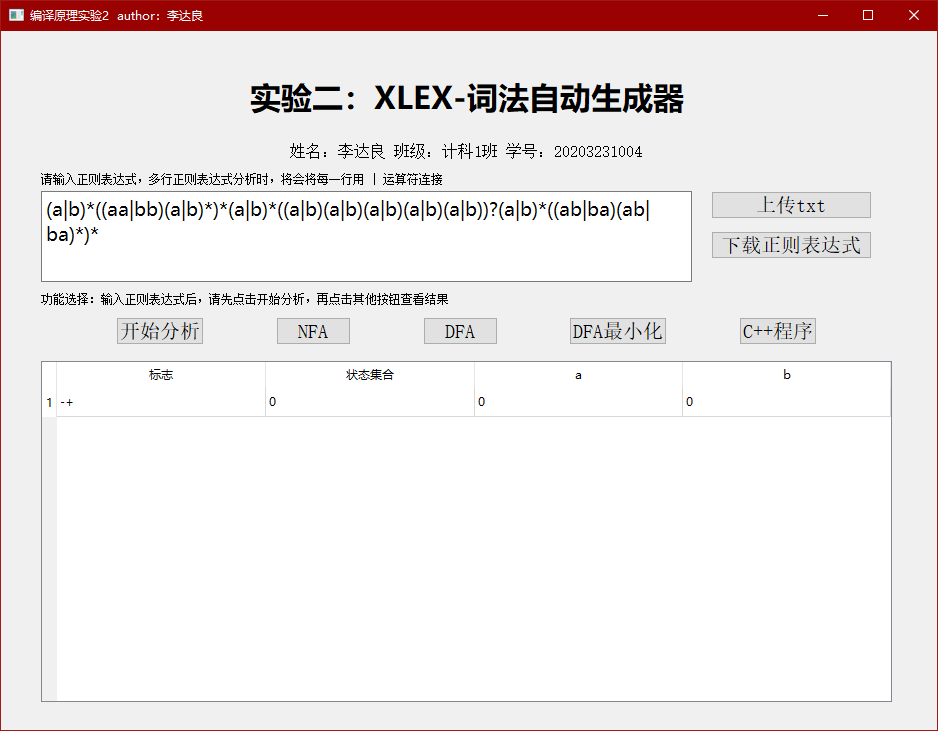 编译原理实验2 author：李达良
实验二：XLEX-词法自动生成器
姓名：李达良 班级：计科1班 学号：20203231004
请输入正则表达式，多行正则表达式分析时，将会将每一行用 | 运算符连接
(a|b)*((aa|bb)(a|b)*)*(a|b)*((a|b)(a|b)(a|b)(a|b)(a|b))?(a|b)*((ab|ba)(ab|
ba)*)*
上传txt
下载正则表达式
功能选择：输入正则表达式后，请先点击开始分析，再点击其他按钮查看结果
开始分析 NFA DFA DFA最小化 C++程序
标志 状态集合 a b
1 -+ 0 0 0